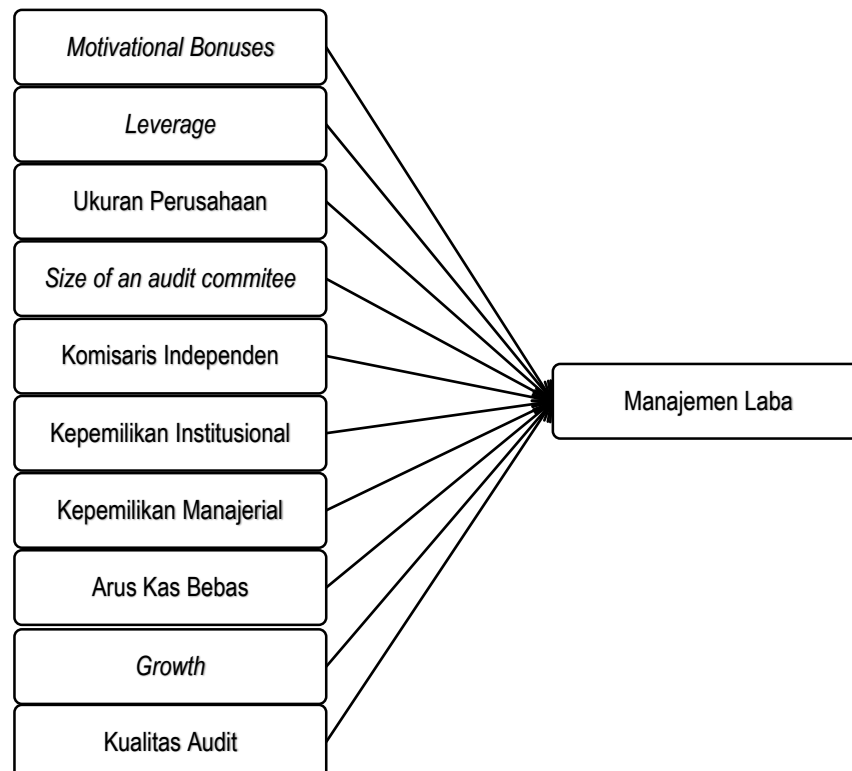 Motivational Bonuses
Leverage
Ukuran Perusahaan
Size of an audit commitee
Komisaris Independen
Kepemilikan Institusional
Kepemilikan Manajerial
Arus Kas Bebas
Growth
Kualitas Audit
Manajemen Laba